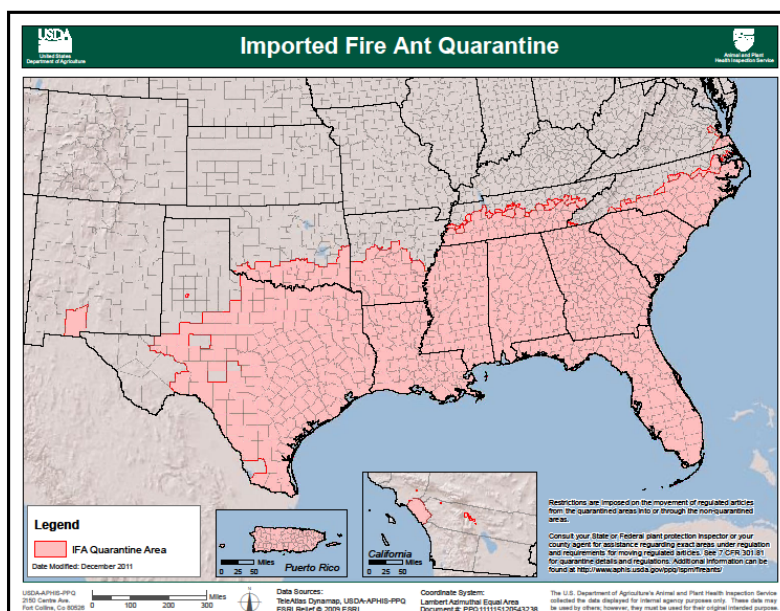 USDA
United States
Department of Agriculture
Imported Fire Ant Quarantine
Animal and Plant
Health Inspection Service
Legend
IFA Quarantine Area
Date Modified: December 2011
Miles
0 25 50
Puerto Rico
California
Miles
0 25 50
Restrictions are imposed on the movement of regulated articles
from the quarantined areas into or through the non-quarantined
areas.
Consult your State or Federal plant protection inspector or your
county agent for assistance regarding exact areas under regulation
and requirements for moving regulated articles. See 7 CFR 301.81
for quarantine details and regulations. Additional information can be
found at http://www.aphis.usda.gov/ppq/ispm/fireants/
USDA-APHIS-PPQ
2150 Centre Ave.
Fort Collins, Co 80526
Miles
0 100 200 300
Data Sources:
TeleAtlas Dynamap, USDA-APHIS-PPQ
ESRI Relief © 2009 ESRI
Coordinate System:
Lambert Azimuthal Equal Area
Document #: PPQ 111115120543238
The U.S. Department of Agriculture's Animal and Plant Health Inspection Service
collected the data displayed for internal agency purposes only. These data may
be used by others; however, they must be used for their original intended purpose.